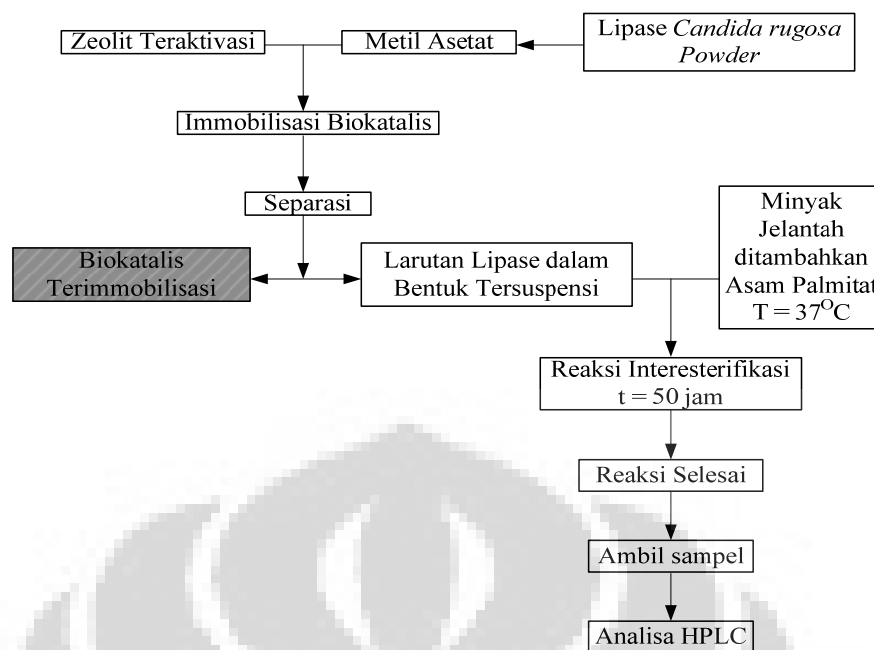 Zeolit Teraktivasi
Metil Asetat
Lipase Candida rugosa
Powder
Immobilisasi Biokatalis
Separasi
Biokatalis
Terimmobilisasi
Larutan Lipase dalam
Bentuk Tersuspensi
Minyak
Jelantah
ditambahkan
Asam Palmitat
T = 37°C
Reaksi Interesterifikasi
t = 50 jam
Reaksi Selesai
Ambil sampel
Analisa HPLC